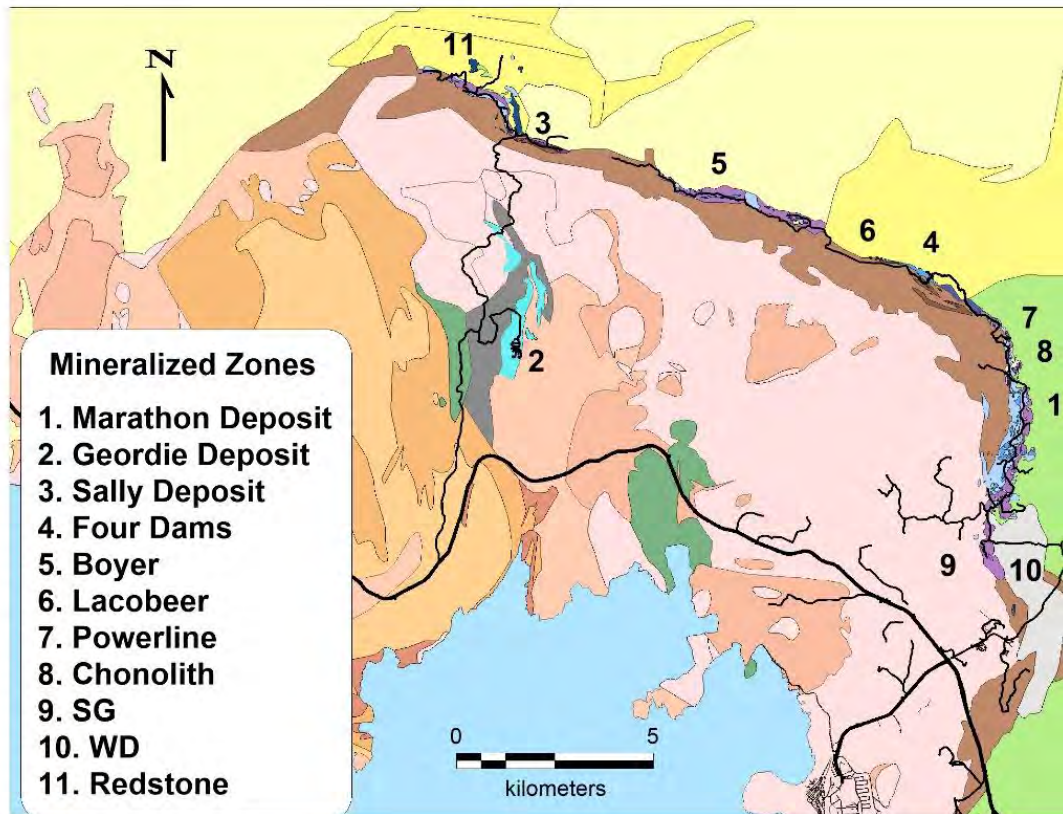 11
N
3
5
6
4
7
8
1
2
9
10
Mineralized Zones
1. Marathon Deposit
2. Geordie Deposit
3. Sally Deposit
4. Four Dams
5. Boyer
6. Lacobeer
7. Powerline
8. Chonolith
9. SG
10. WD
11. Redstone
0 5
kilometers